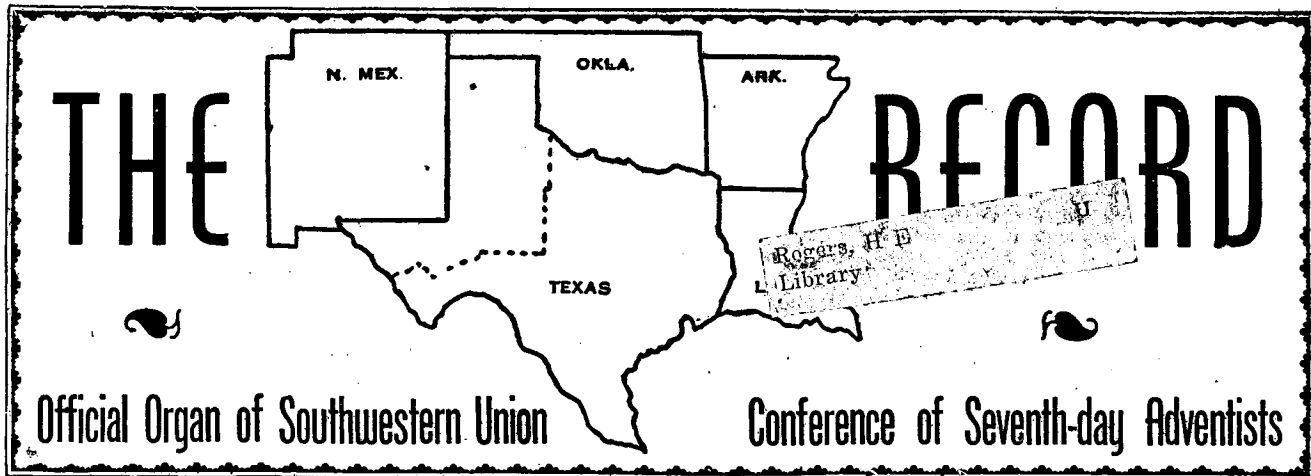 THE RECORD
N. MEX.
OKLA.
ARK.
TEXAS
L
Rogers, H E U
Library
Official Organ of Southwestern Union Conference of Seventh-day Adventists